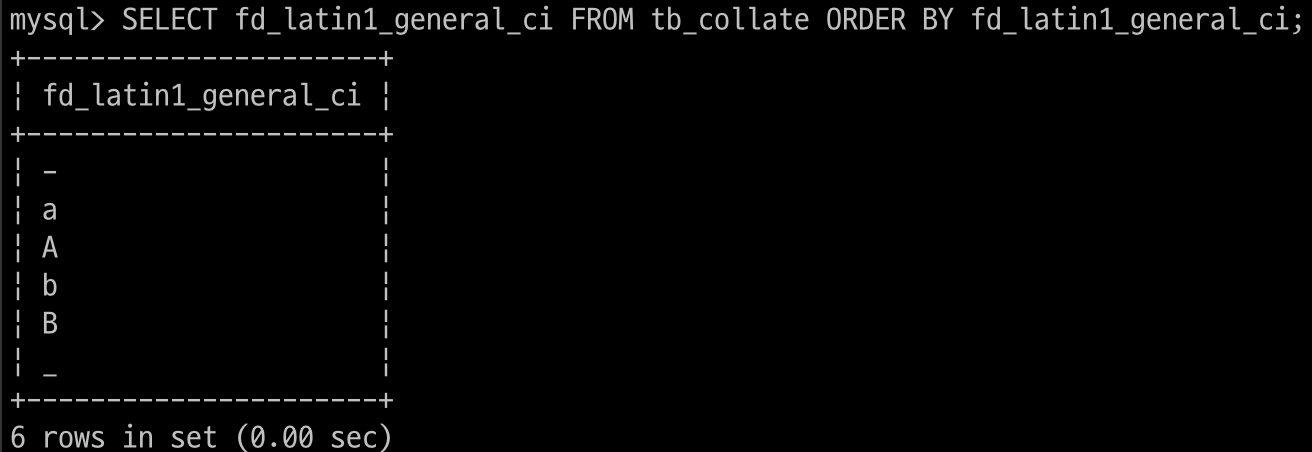 mysql> SELECT fd_latin1_general_ci FROM tb_collate ORDER BY fd_latin1_general_ci;
+----------------------+
¦ fd_latin1_general_ci ¦
+----------------------+
¦ -                    ¦
¦ a                    ¦
¦ A                    ¦
¦ b                    ¦
¦ B                    ¦
¦ _                    ¦
+----------------------+
6 rows in set (0.00 sec)